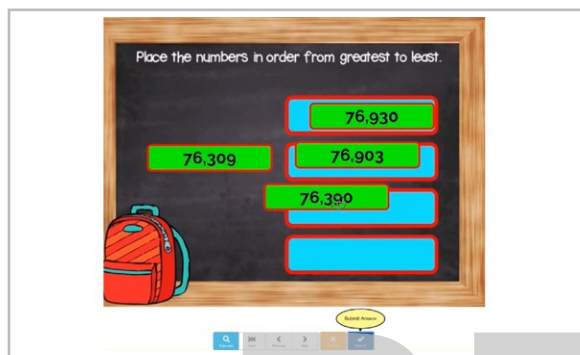 Place the numbers in order from greatest to least.
76,930
76,309
76,903
76,390
Submit Answer